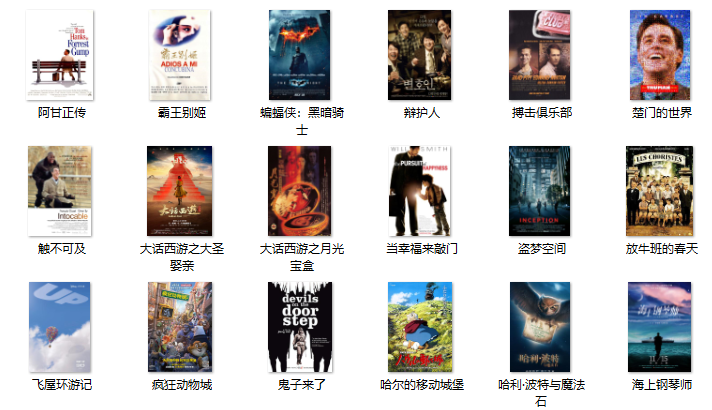 Tom
Hanks
Forrest
Gump
霸王别姬
ADIOS A MI
CONCUBINA
변호인
阿甘正传
霸王别姬
蝙蝠侠：黑暗骑
士
辩护人
搏击俱乐部
楚门的世界
Intocable
大话西游
WILL SMITH
PURSUIT
HAPPYNESS
INCEPTION
LES CHORISTES
触不可及
大话西游之大圣
娶亲
大话西游之月光
宝盒
当幸福来敲门
盗梦空间
放牛班的春天
UP
devils
on the
door
step
哈利·波特
海上钢琴师
飞屋环游记
疯狂动物城
鬼子来了
哈尔的移动城堡
哈利·波特与魔法
石
海上钢琴师